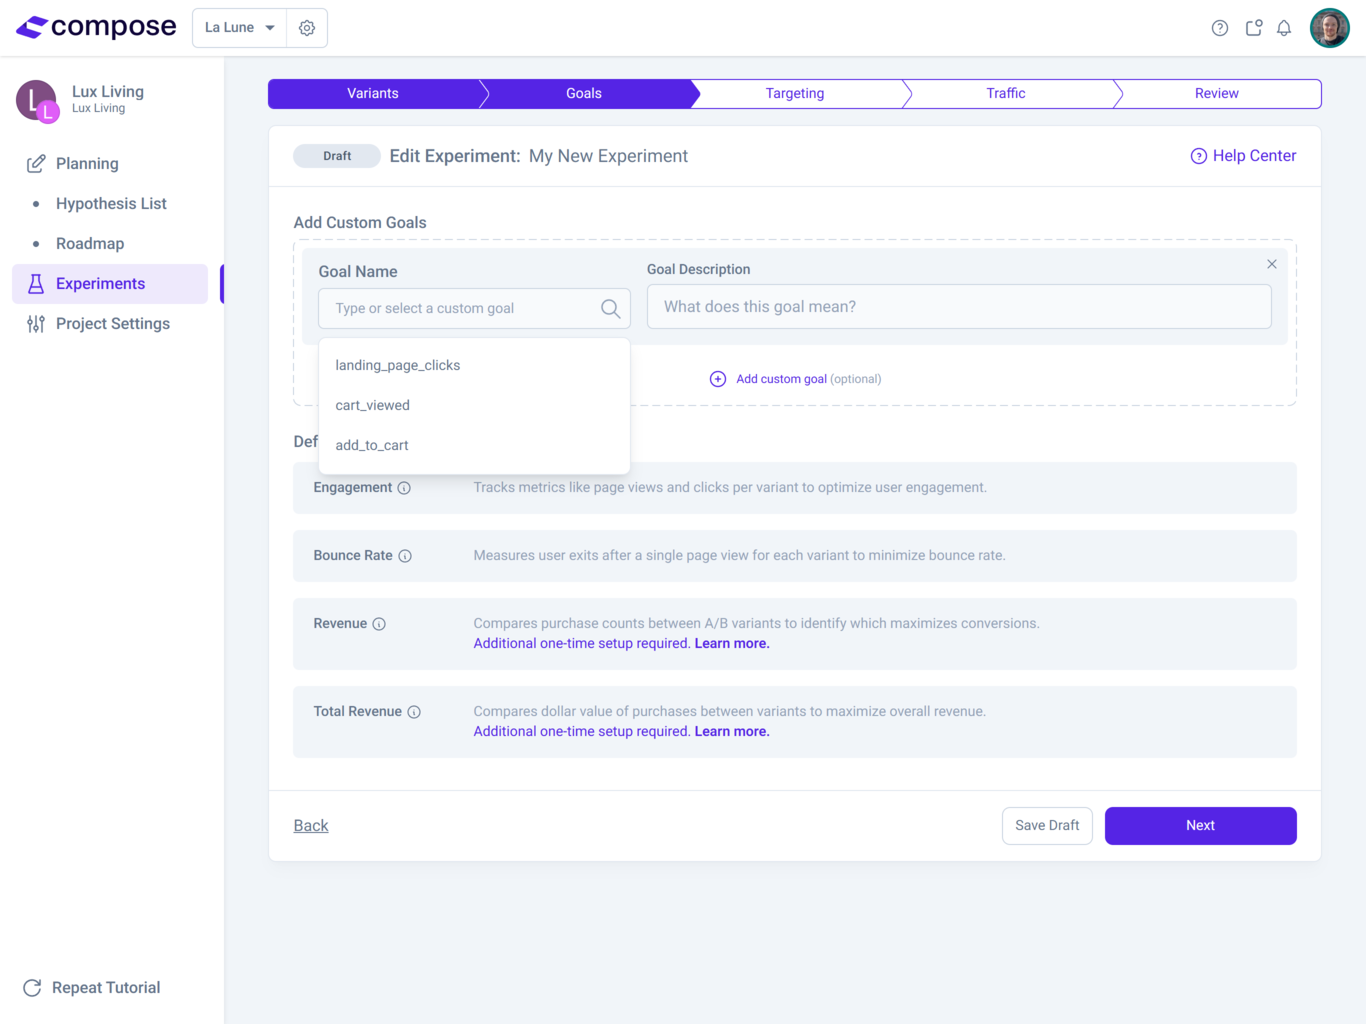 compose
La Lune
L
L
Lux Living
Lux Living
Planning
Hypothesis List
Roadmap
Experiments
Project Settings
Repeat Tutorial
Variants
Goals
Targeting
Traffic
Review
Draft
Edit Experiment: My New Experiment
Help Center
Add Custom Goals
Goal Name
Goal Description
Type or select a custom goal
What does this goal mean?
landing_page_clicks
cart_viewed
add_to_cart
Add custom goal (optional)
Def
Engagement
Tracks metrics like page views and clicks per variant to optimize user engagement.
Bounce Rate
Measures user exits after a single page view for each variant to minimize bounce rate.
Revenue
Compares purchase counts between A/B variants to identify which maximizes conversions.
Additional one-time setup required. Learn more.
Total Revenue
Compares dollar value of purchases between variants to maximize overall revenue.
Additional one-time setup required. Learn more.
Back
Save Draft
Next